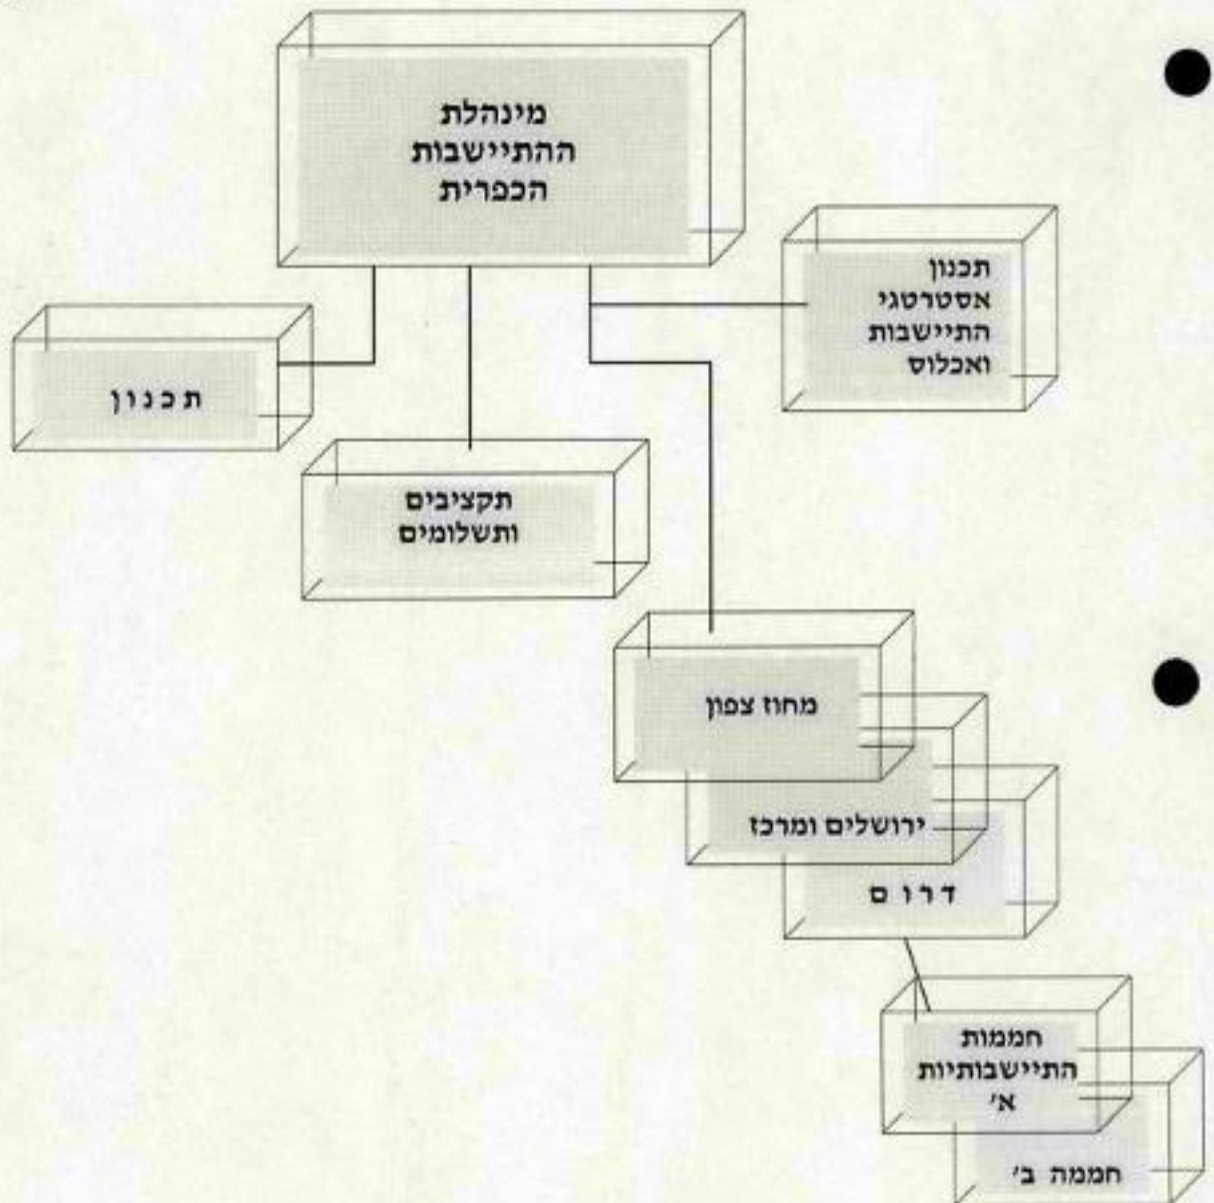 מינהלת
ההתיישבות
הכפרית
תכנון
אסטרטגי
התיישבות
ואכלוס
תכנון
תקציבים
ותשלומים
מחוז צפון
ירושלים ומרכז
דרום
חממות
התיישבותיות
א'
חממה ב'